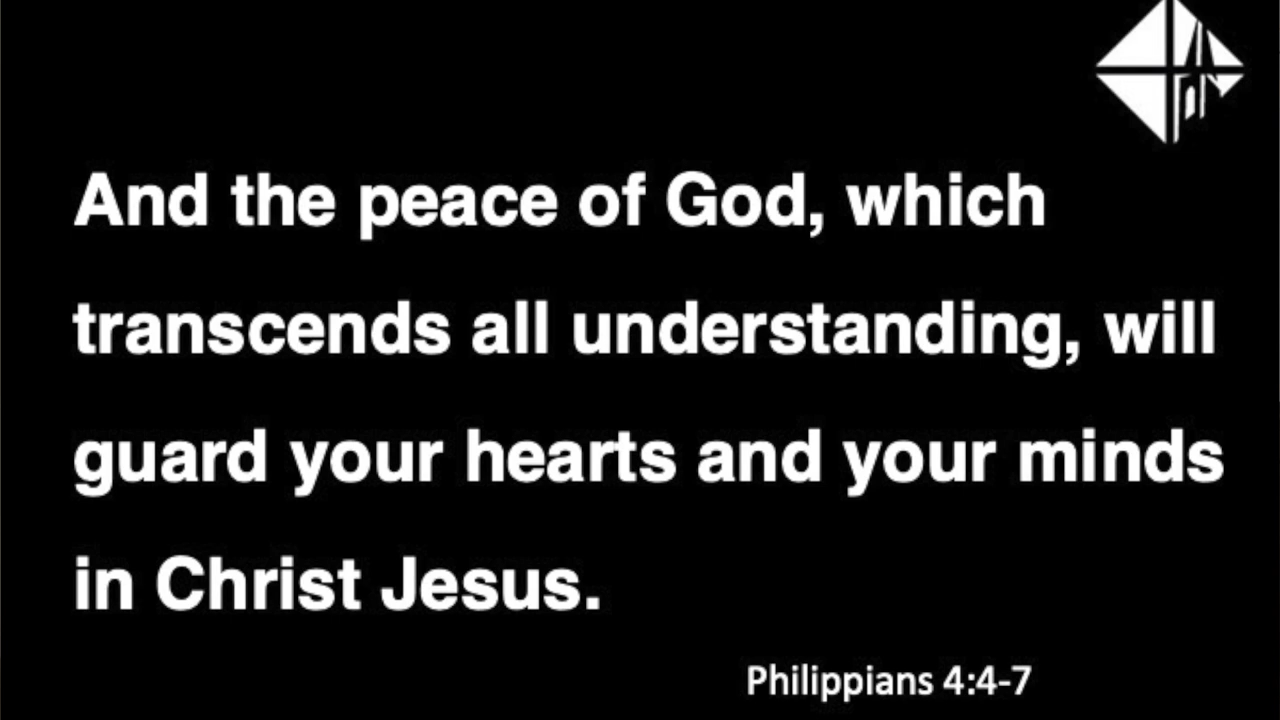 And the peace of God, which
transcends all understanding, will
guard your hearts and your minds
in Christ Jesus.
Philippians 4:4-7